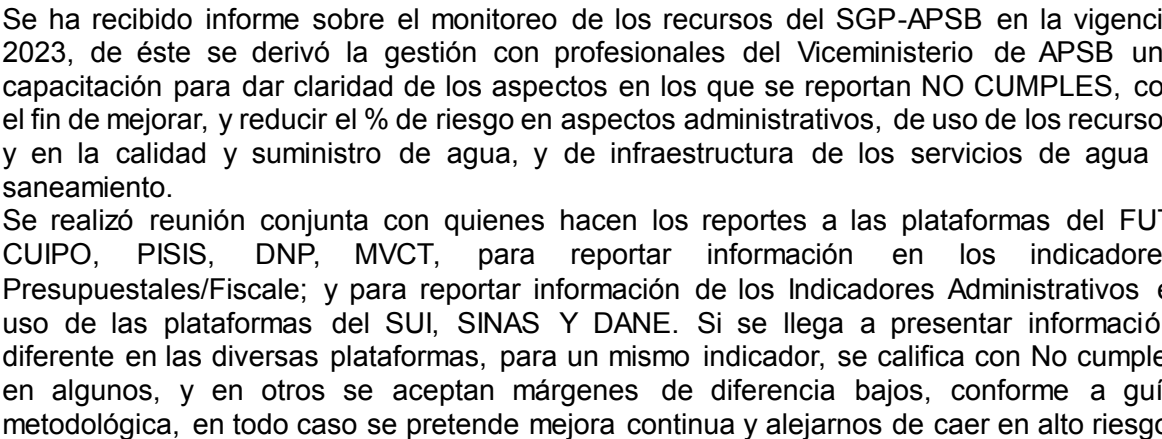 Se ha recibido informe sobre el monitoreo de los recursos del SGP-APSB en la vigenci
2023, de éste se derivó la gestión con profesionales del Viceministerio de APSB un
capacitación para dar claridad de los aspectos en los que se reportan NO CUMPLES, co
el fin de mejorar, y reducir el % de riesgo en aspectos administrativos, de uso de los recurso
y en la calidad y suministro de agua, y de infraestructura de los servicios de agua
saneamiento.
Se realizó reunión conjunta con quienes hacen los reportes a las plataformas del FUT
CUIPO, PISIS, DNP, MVCT, para reportar información en los indicadore
Presupuestales/Fiscale; y para reportar información de los Indicadores Administrativos e
uso de las plataformas del SUI, SINAS Y DANE. Si se llega a presentar informació
diferente en las diversas plataformas, para un mismo indicador, se califica con No cumple
en algunos, y en otros se aceptan márgenes de diferencia bajos, conforme a guí
metodológica, en todo caso se pretende mejora continua y alejarnos de caer en alto riesgo